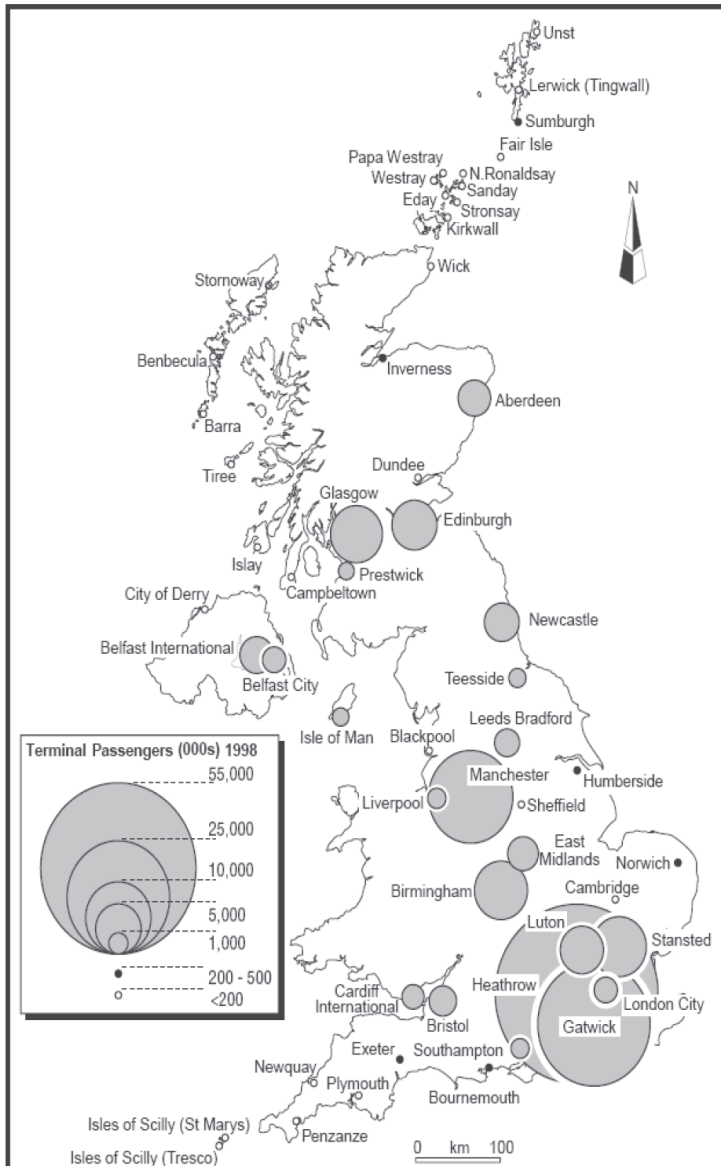 Unst
Lerwick (Tingwall)
Sumburgh
Fair Isle
Papa Westray
N.Ronaldsay
Westray
Sanday
Eday
Stronsay
Kirkwall
N
Wick
Stornoway
Benbecula
Inverness
Aberdeen
Barra
Tiree
Dundee
Glasgow
Edinburgh
Islay
Prestwick
Campbeltown
City of Derry
Newcastle
Belfast International
Belfast City
Teesside
Isle of Man
Blackpool
Leeds Bradford
Manchester
Humberside
Liverpool
Sheffield
East
Midlands
Norwich
Birmingham
Cambridge
Luton
Stansted
Heathrow
London City
Gatwick
Cardiff
International
Bristol
Exeter
Southampton
Bournemouth
Newquay
Plymouth
Isles of Scilly (St Marys)
Penzanze
Isles of Scilly (Tresco)
Terminal Passengers (000s) 1998
55,000
25,000
10,000
5,000
1,000
200 - 500
<200
0 km 100